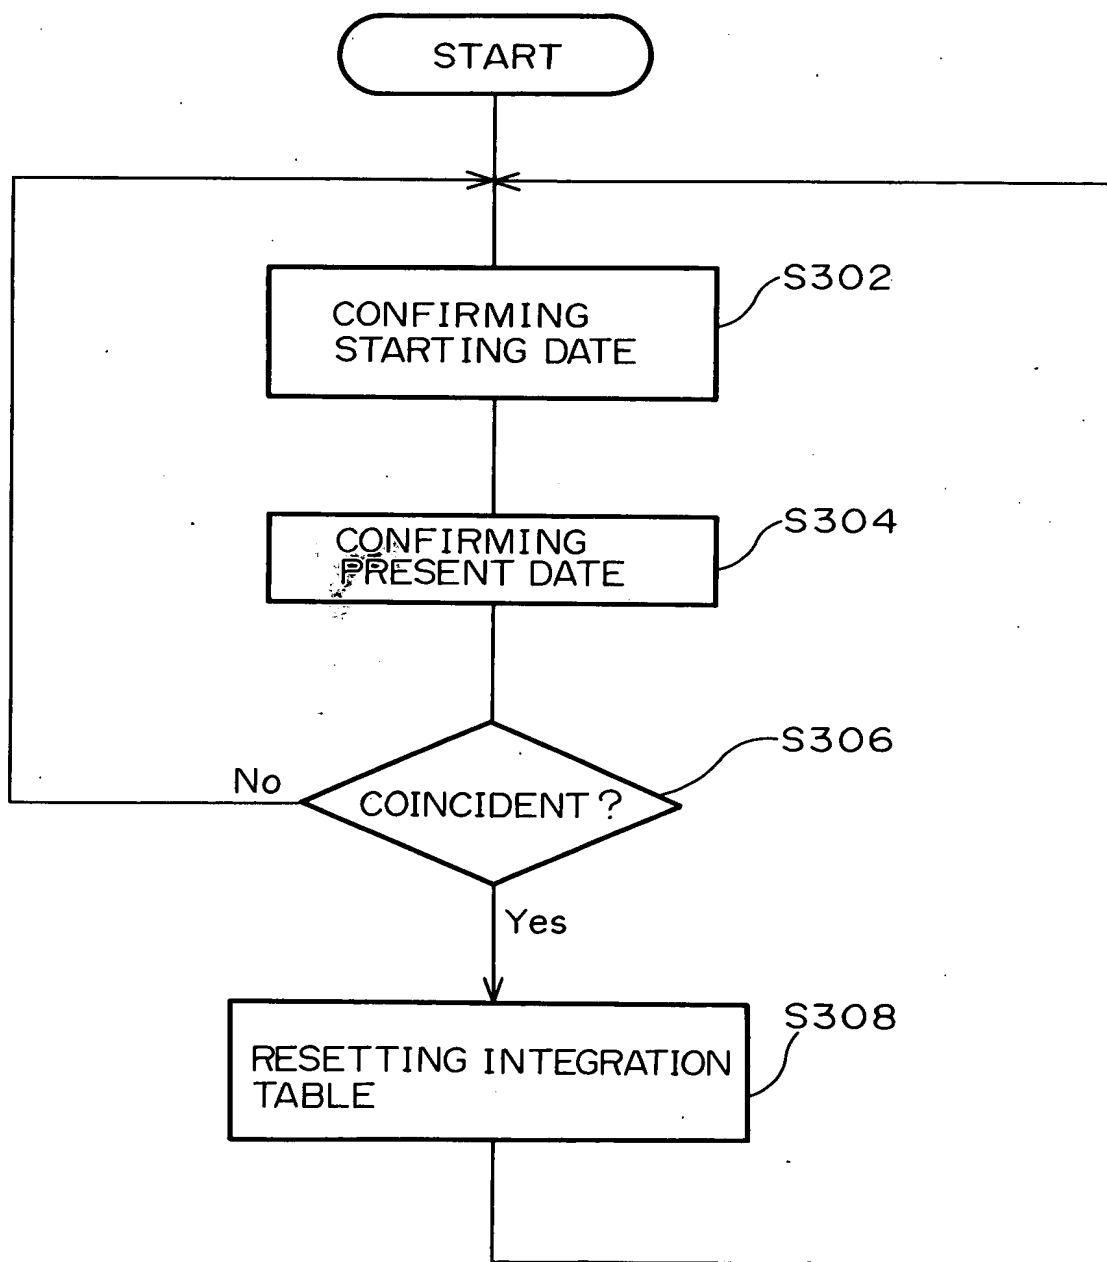 START
S302
CONFIRMING
STARTING DATE
S304
CONFIRMING
PRESENT DATE
S306
No
COINCIDENT?
Yes
S308
RESETTING INTEGRATION
TABLE